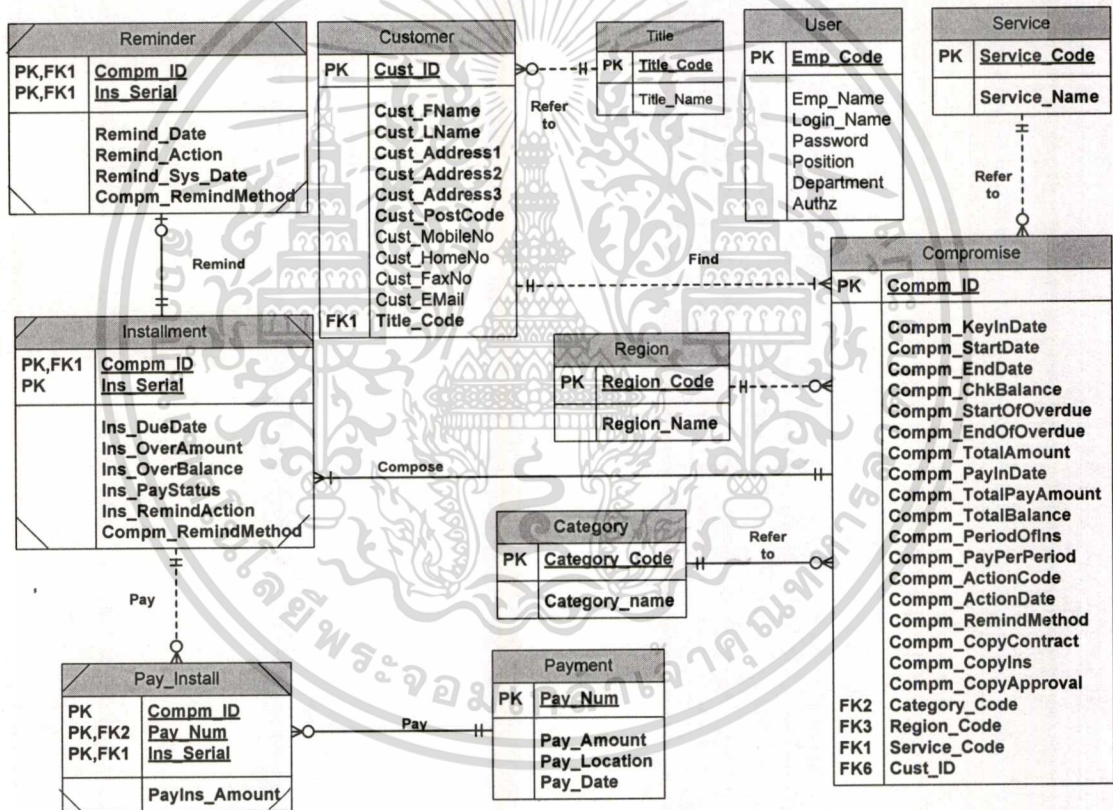 Reminder
PK,FK1 Compm_ID
PK,FK1 Ins_Serial
Remind_Date
Remind_Action
Remind_Sys_Date
Compm_RemindMethod
Customer
PK Cust_ID
Cust_FName
Cust_LName
Cust_Address1
Cust_Address2
Cust_Address3
Cust_PostCode
Cust_MobileNo
Cust_HomeNo
Cust_FaxNo
Cust_EMail
FK1 Title_Code
Refer
to
Title
PK Title_Code
Title_Name
User
PK Emp_Code
Emp_Name
Login_Name
Password
Position
Department
Authz
Service
PK Service_Code
Service_Name
Refer
to
Remind
Find
Installment
PK,FK1 Compm_ID
PK Ins_Serial
Ins_DueDate
Ins_OverAmount
Ins_OverBalance
Ins_PayStatus
Ins_RemindAction
Compm_RemindMethod
Region
PK Region_Code
Region_Name
Compose
Compromise
PK Compm_ID
Compm_KeyInDate
Compm_StartDate
Compm_EndDate
Compm_ChkBalance
Compm_StartOfOverdue
Compm_EndOfOverdue
Compm_TotalAmount
Compm_PayInDate
Compm_TotalPayAmount
Compm_TotalBalance
Compm_PeriodOfIns
Compm_PayPerPeriod
Compm_ActionCode
Compm_ActionDate
Compm_RemindMethod
Compm_CopyContract
Compm_CopyIns
Compm_CopyApproval
FK2 Category_Code
FK3 Region_Code
FK1 Service_Code
FK6 Cust_ID
Category
PK Category_Code
Category_name
Refer
to
Pay
Pay_Install
PK Compm_ID
PK,FK2 Pay_Num
PK,FK1 Ins_Serial
PayIns_Amount
Pay
Payment
PK Pay_Num
Pay_Amount
Pay_Location
Pay_Date